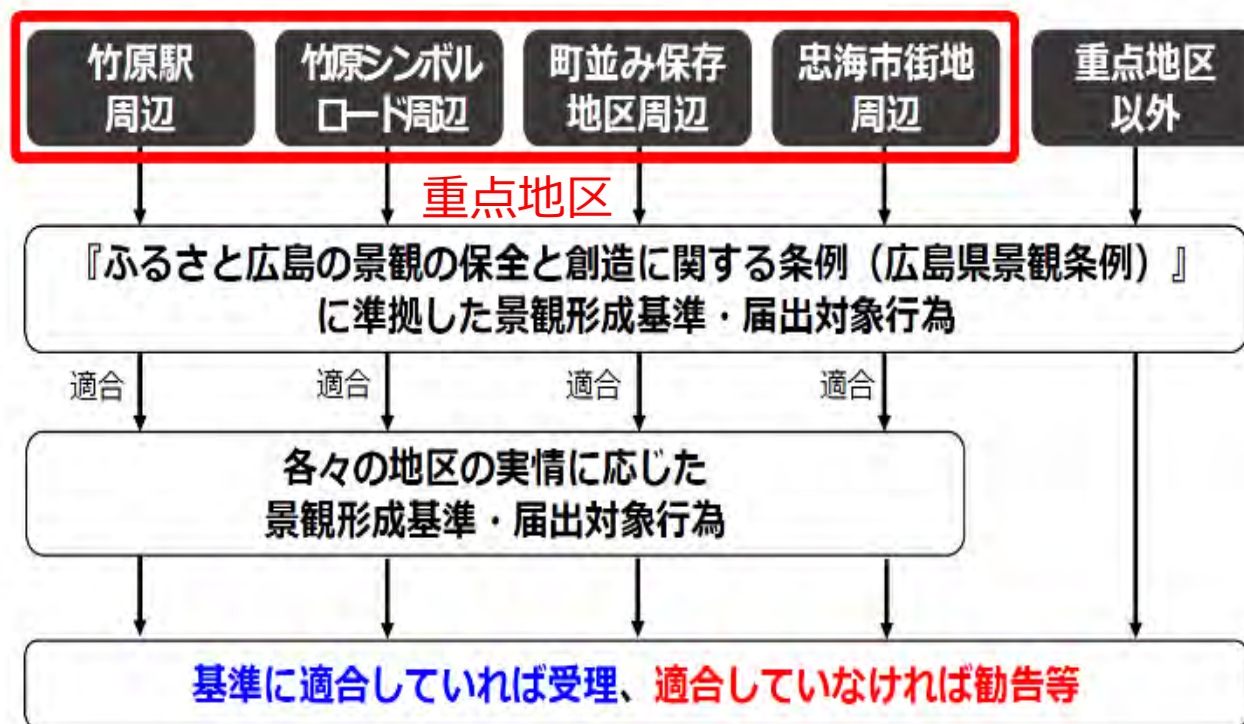 竹原駅
周辺
竹原シンボル
ロード周辺
町並み保存
地区周辺
忠海市街地
周辺
重点地区
以外
重点地区
『ふるさと広島の景観の保全と創造に関する条例（広島県景観条例）』
に準拠した景観形成基準・届出対象行為
適合
適合
適合
適合
各々の地区の実情に応じた
景観形成基準・届出対象行為
基準に適合していれば受理、適合していなければ勧告等